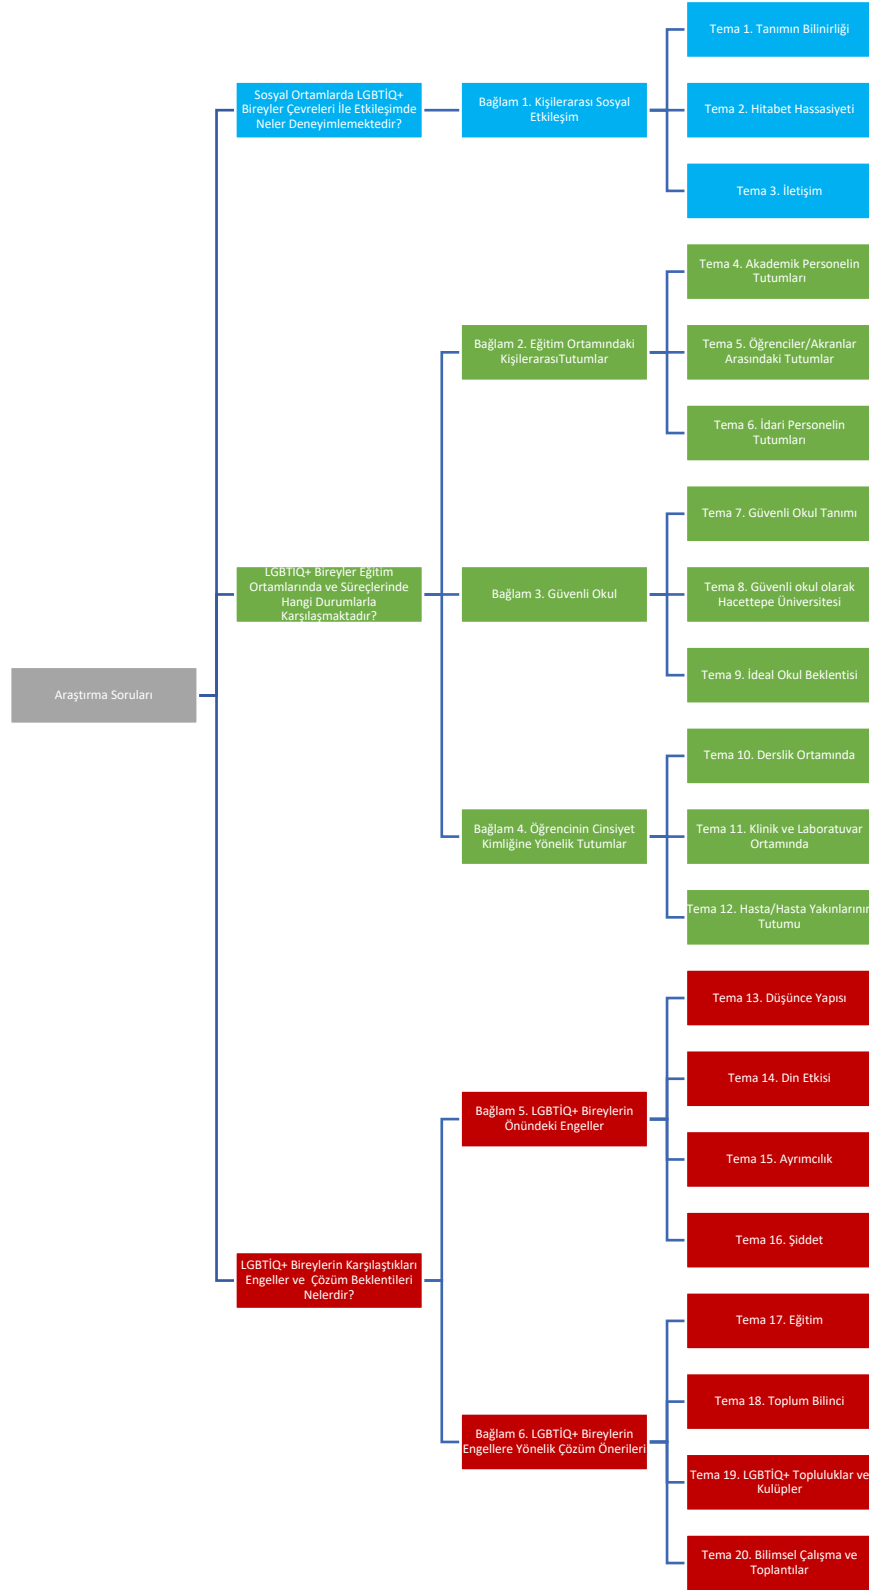 Araştırma Soruları
Sosyal Ortamlarda LGBTİQ+
Bireyler Çevreleri İle Etkileşimde
Neler Deneyimlemektedir?
Bağlam 1. Kişilerarası Sosyal
Etkileşim
Tema 1. Tanımın Bilinirliği
Tema 2. Hitabet Hassasiyeti
Tema 3. İletişim
LGBTİQ+ Bireyler Eğitim
Ortamlarında ve Süreçlerinde
Hangi Durumlarla
Karşılaşmaktadır?
Bağlam 2. Eğitim Ortamındaki
KişilerarasıTutumlar
Tema 4. Akademik Personelin
Tutumları
Tema 5. Öğrenciler/Akranlar
Arasındaki Tutumlar
Tema 6. İdari Personelin
Tutumları
Bağlam 3. Güvenli Okul
Tema 7. Güvenli Okul Tanımı
Tema 8. Güvenli okul olarak
Hacettepe Üniversitesi
Tema 9. İdeal Okul Beklentisi
Bağlam 4. Öğrencinin Cinsiyet
Kimliğine Yönelik Tutumlar
Tema 10. Derslik Ortamında
Tema 11. Klinik ve Laboratuvar
Ortamında
Tema 12. Hasta/Hasta Yakınlarının
Tutumu
LGBTİQ+ Bireylerin Karşılaştıkları
Engeller ve  Çözüm Beklentileri
Nelerdir?
Bağlam 5. LGBTİQ+ Bireylerin
Önündeki Engeller
Tema 13. Düşünce Yapısı
Tema 14. Din Etkisi
Tema 15. Ayrımcılık
Tema 16. Şiddet
Bağlam 6. LGBTİQ+ Bireylerin
Engellere Yönelik Çözüm Önerileri
Tema 17. Eğitim
Tema 18. Toplum Bilinci
Tema 19. LGBTİQ+ Topluluklar ve
Kulüpler
Tema 20. Bilimsel Çalışma ve
Toplantılar